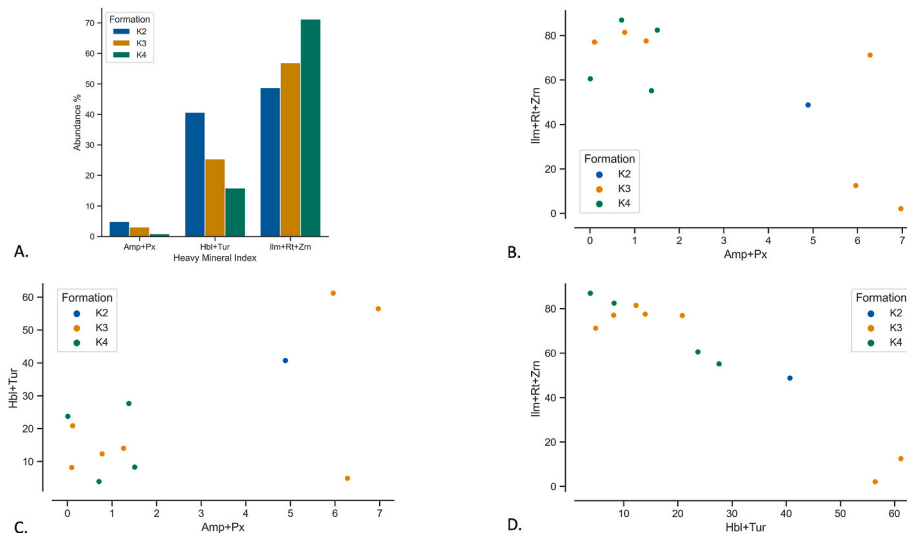 Formation
K2
K3
K4
70
60
50
40
30
20
10
0
Abundance %
Amp+Px
Hbl+Tur
Ilm+Rt+Zrn
Heavy Mineral Index
A.
80
60
40
20
0
Ilm+Rt+Zrn
Formation
K2
K3
K4
0
1
2
3
4
5
6
7
Amp+Px
B.
Formation
K2
K3
K4
60
50
40
30
20
10
Hbl+Tur
0
1
2
3
4
5
6
7
Amp+Px
C.
Formation
K2
K3
K4
80
60
40
20
0
Ilm+Rt+Zrn
10
20
30
40
50
60
Hbl+Tur
D.